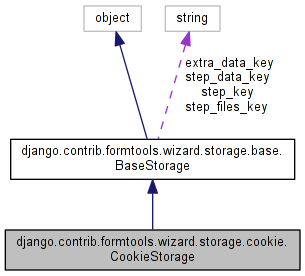 object
string
extra_data_key
step_data_key
step_key
step_files_key
django.contrib.formtools.wizard.storage.base.
BaseStorage
django.contrib.formtools.wizard.storage.cookie.
CookieStorage